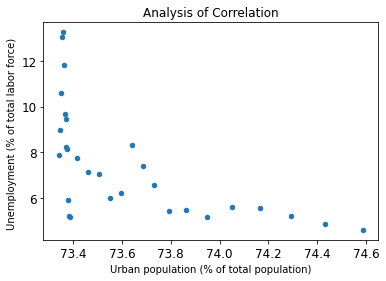 Analysis of Correlation
Unemployment (% of total labor force)
12
10
8
6
73.4 73.6 73.8 74.0 74.2 74.4 74.6
Urban population (% of total population)